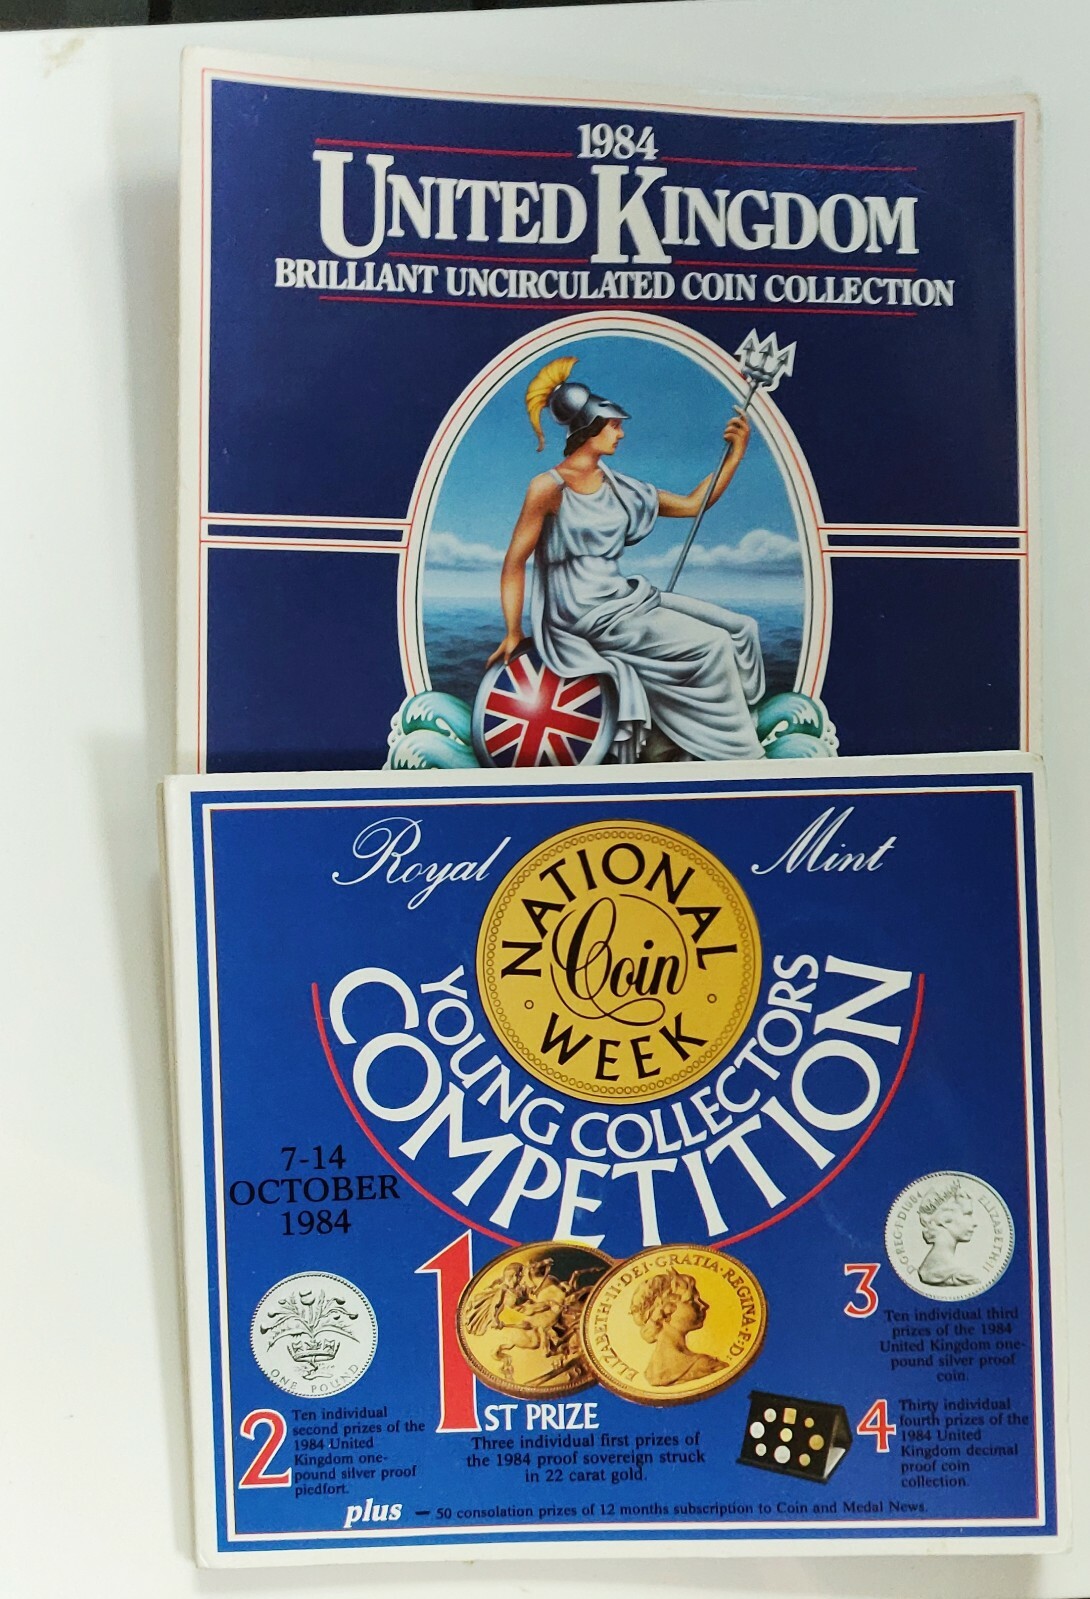 1984
UNITED KINGDOM
BRILLIANT UNCIRCULATED COIN COLLECTION
Royal Mint
NATIONAL
Coin
WEEK
YOUNG COLLECTORS
COMPETITION
7-14
OCTOBER
1984
1ST PRIZE
Three individual first prizes of
the 1984 proof sovereign struck
in 22 carat gold.
ELIZABETH·II·DEI·GRATIA·REGINA·F:D:
ONE POUND
2
Ten individual
second prizes of the
1984 United
Kingdom one-
pound silver proof
piedfort.
D·G·REG·F·D·1984
ELIZABETH II
3
Ten individual third
prizes of the 1984
United Kingdom one-
pound silver proof
coin.
4
Thirty individual
fourth prizes of the
1984 United
Kingdom decimal
proof coin
collection.
plus — 50 consolation prizes of 12 months subscription to Coin and Medal News.